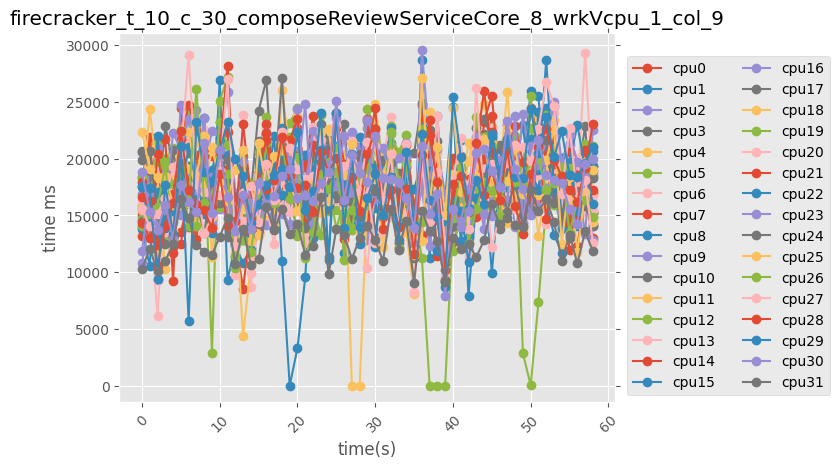 firecracker_t_10_c_30_composeReviewServiceCore_8_wrkVcpu_1_col_9
30000
25000
20000
15000
10000
5000
0
time ms
0
10
20
30
40
50
60
time(s)
cpu0
cpu1
cpu2
cpu3
cpu4
cpu5
cpu6
cpu7
cpu8
cpu9
cpu10
cpu11
cpu12
cpu13
cpu14
cpu15
cpu16
cpu17
cpu18
cpu19
cpu20
cpu21
cpu22
cpu23
cpu24
cpu25
cpu26
cpu27
cpu28
cpu29
cpu30
cpu31